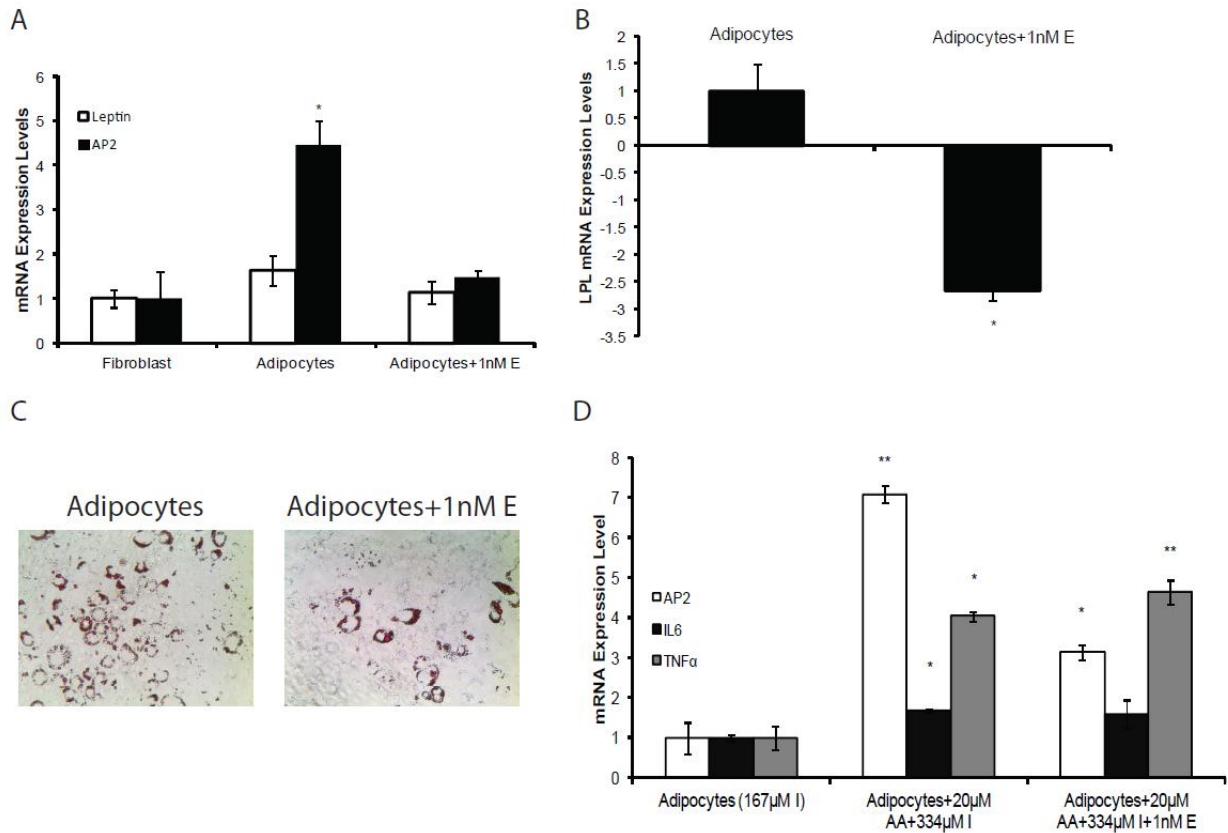 A
mRNA Expression Levels
6
5
4
3
2
1
0
Leptin
AP2
*
Fibroblast
Adipocytes
Adipocytes+1nM E
B
LPL mRNA Expression Levels
2
1.5
1
0.5
0
-0.5
-1
-1.5
-2
-2.5
-3
-3.5
Adipocytes
Adipocytes+1nM E
*
C
Adipocytes
Adipocytes+1nM E
D
mRNA Expression Level
8
7
6
5
4
3
2
1
0
AP2
IL6
TNFα
**
*
*
*
**
Adipocytes (167µM I)
Adipocytes+20µM
AA+334µM I
Adipocytes+20µM
AA+334µM I+1nM E